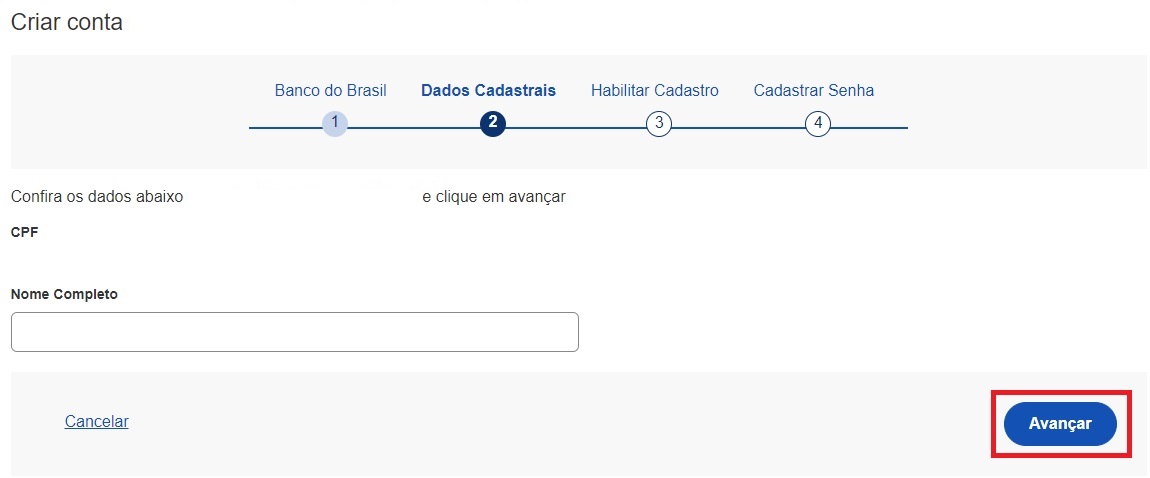 Criar conta
Banco do Brasil Dados Cadastrais Habilitar Cadastro Cadastrar Senha
1 2 3 4
Confira os dados abaixo e clique em avançar
CPF
Nome Completo
Cancelar Avançar